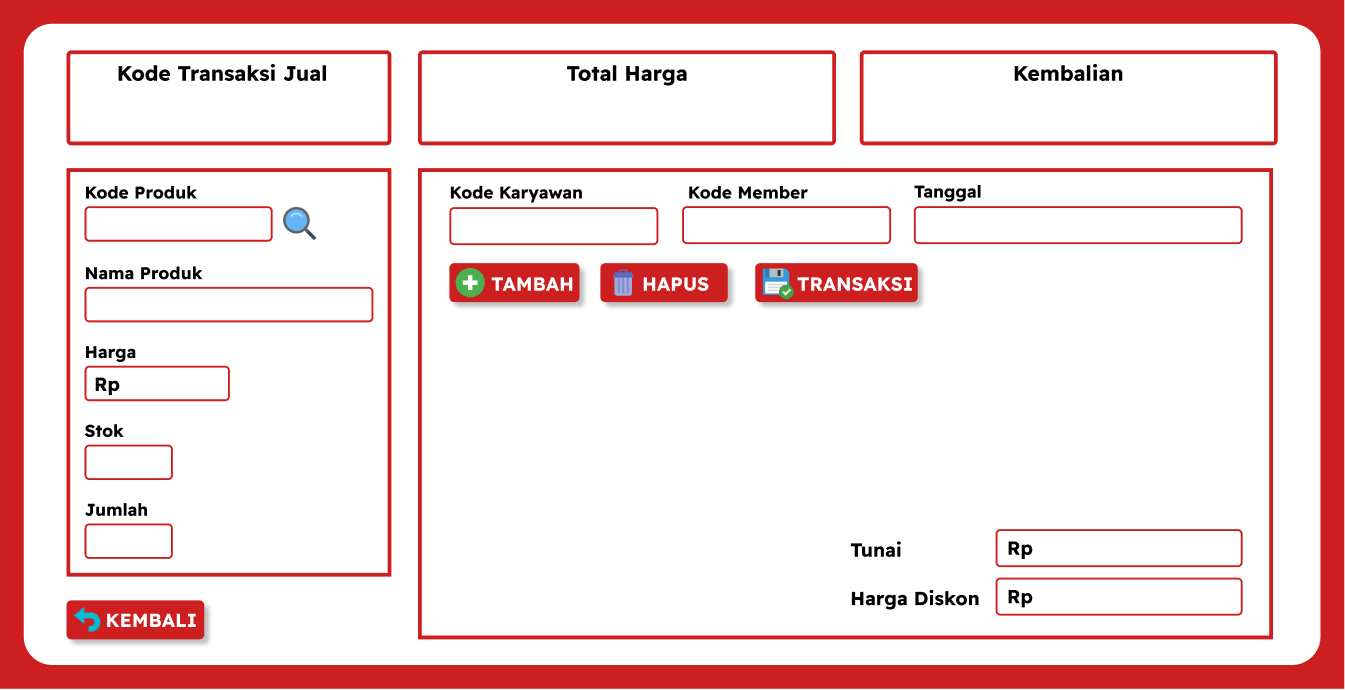 Kode Transaksi Jual
Total Harga
Kembalian
Kode Produk
Nama Produk
Harga
Rp
Stok
Jumlah
KEMBALI
Kode Karyawan
Kode Member
Tanggal
TAMBAH
HAPUS
TRANSAKSI
Tunai
Rp
Harga Diskon
Rp